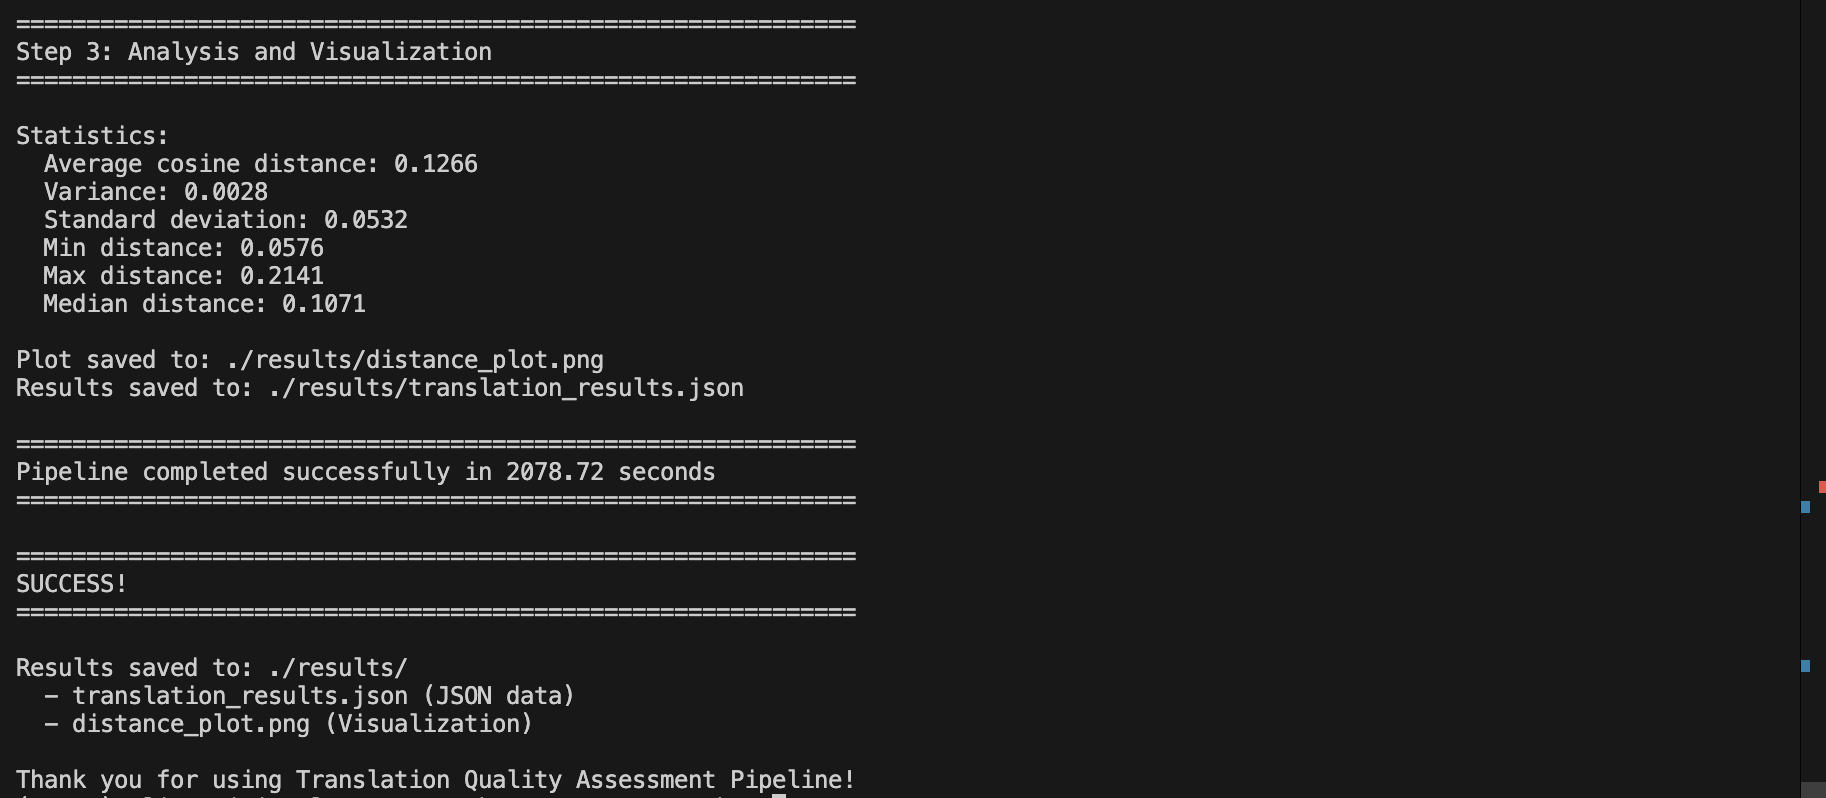 ============================================================
Step 3: Analysis and Visualization
============================================================
Statistics:
Average cosine distance: 0.1266
Variance: 0.0028
Standard deviation: 0.0532
Min distance: 0.0576
Max distance: 0.2141
Median distance: 0.1071
Plot saved to: ./results/distance_plot.png
Results saved to: ./results/translation_results.json
============================================================
Pipeline completed successfully in 2078.72 seconds
============================================================
============================================================
SUCCESS!
============================================================
Results saved to: ./results/
- translation_results.json (JSON data)
- distance_plot.png (Visualization)
Thank you for using Translation Quality Assessment Pipeline!